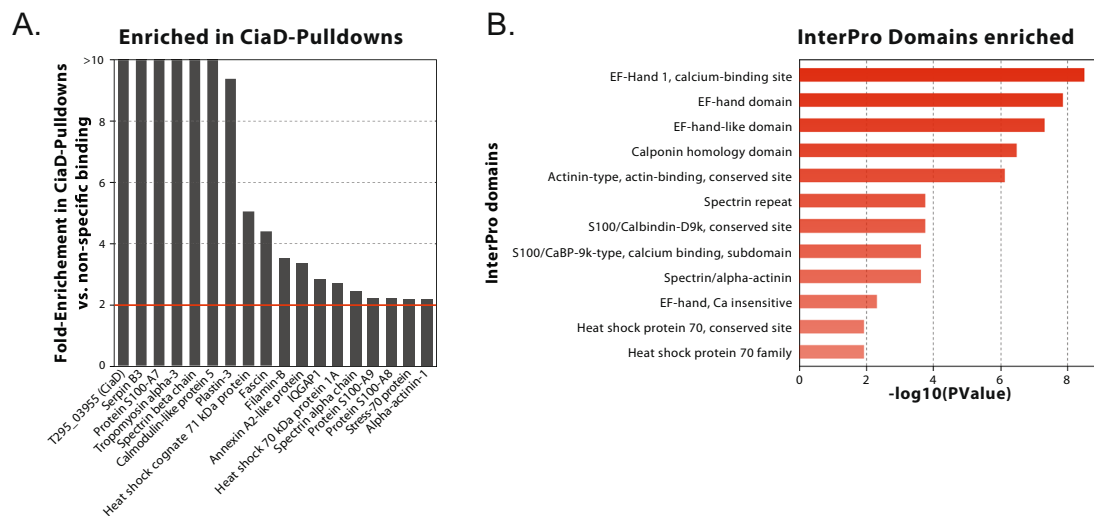 A.
Enriched in CiaD-Pulldowns
Fold-Enrichement in CiaD-Pulldowns
vs. non-specific binding
>10
8
6
4
2
0
T295_03955 (CiaD)
Serpin B3
Protein S100-A7
Tropomyosin alpha-3
Spectrin beta chain
Calmodulin-like protein 5
Plastin-3
Heat shock cognate 71 kDa protein
Fascin
Filamin-B
Annexin A2-like protein
IQGAP1
Heat shock 70 kDa protein 1A
Spectrin alpha chain
Protein S100-A9
Protein S100-A8
Stress-70 protein
Alpha-actinin-1
B.
InterPro Domains enriched
InterPro domains
EF-Hand 1, calcium-binding site
EF-hand domain
EF-hand-like domain
Calponin homology domain
Actinin-type, actin-binding, conserved site
Spectrin repeat
S100/Calbindin-D9k, conserved site
S100/CaBP-9k-type, calcium binding, subdomain
Spectrin/alpha-actinin
EF-hand, Ca insensitive
Heat shock protein 70, conserved site
Heat shock protein 70 family
0 2 4 6 8
-log10(PValue)